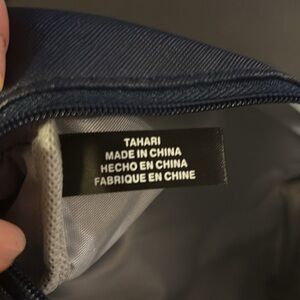 TAHARI
MADE IN CHINA
HECHO EN CHINA
FABRIQUE EN CHINE